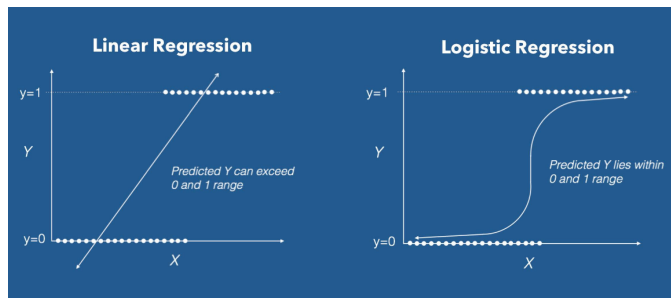 Linear Regression
y=1
Y
Predicted Y can exceed
0 and 1 range
y=0
X
Logistic Regression
y=1
Y
Predicted Y lies within
0 and 1 range
y=0
X